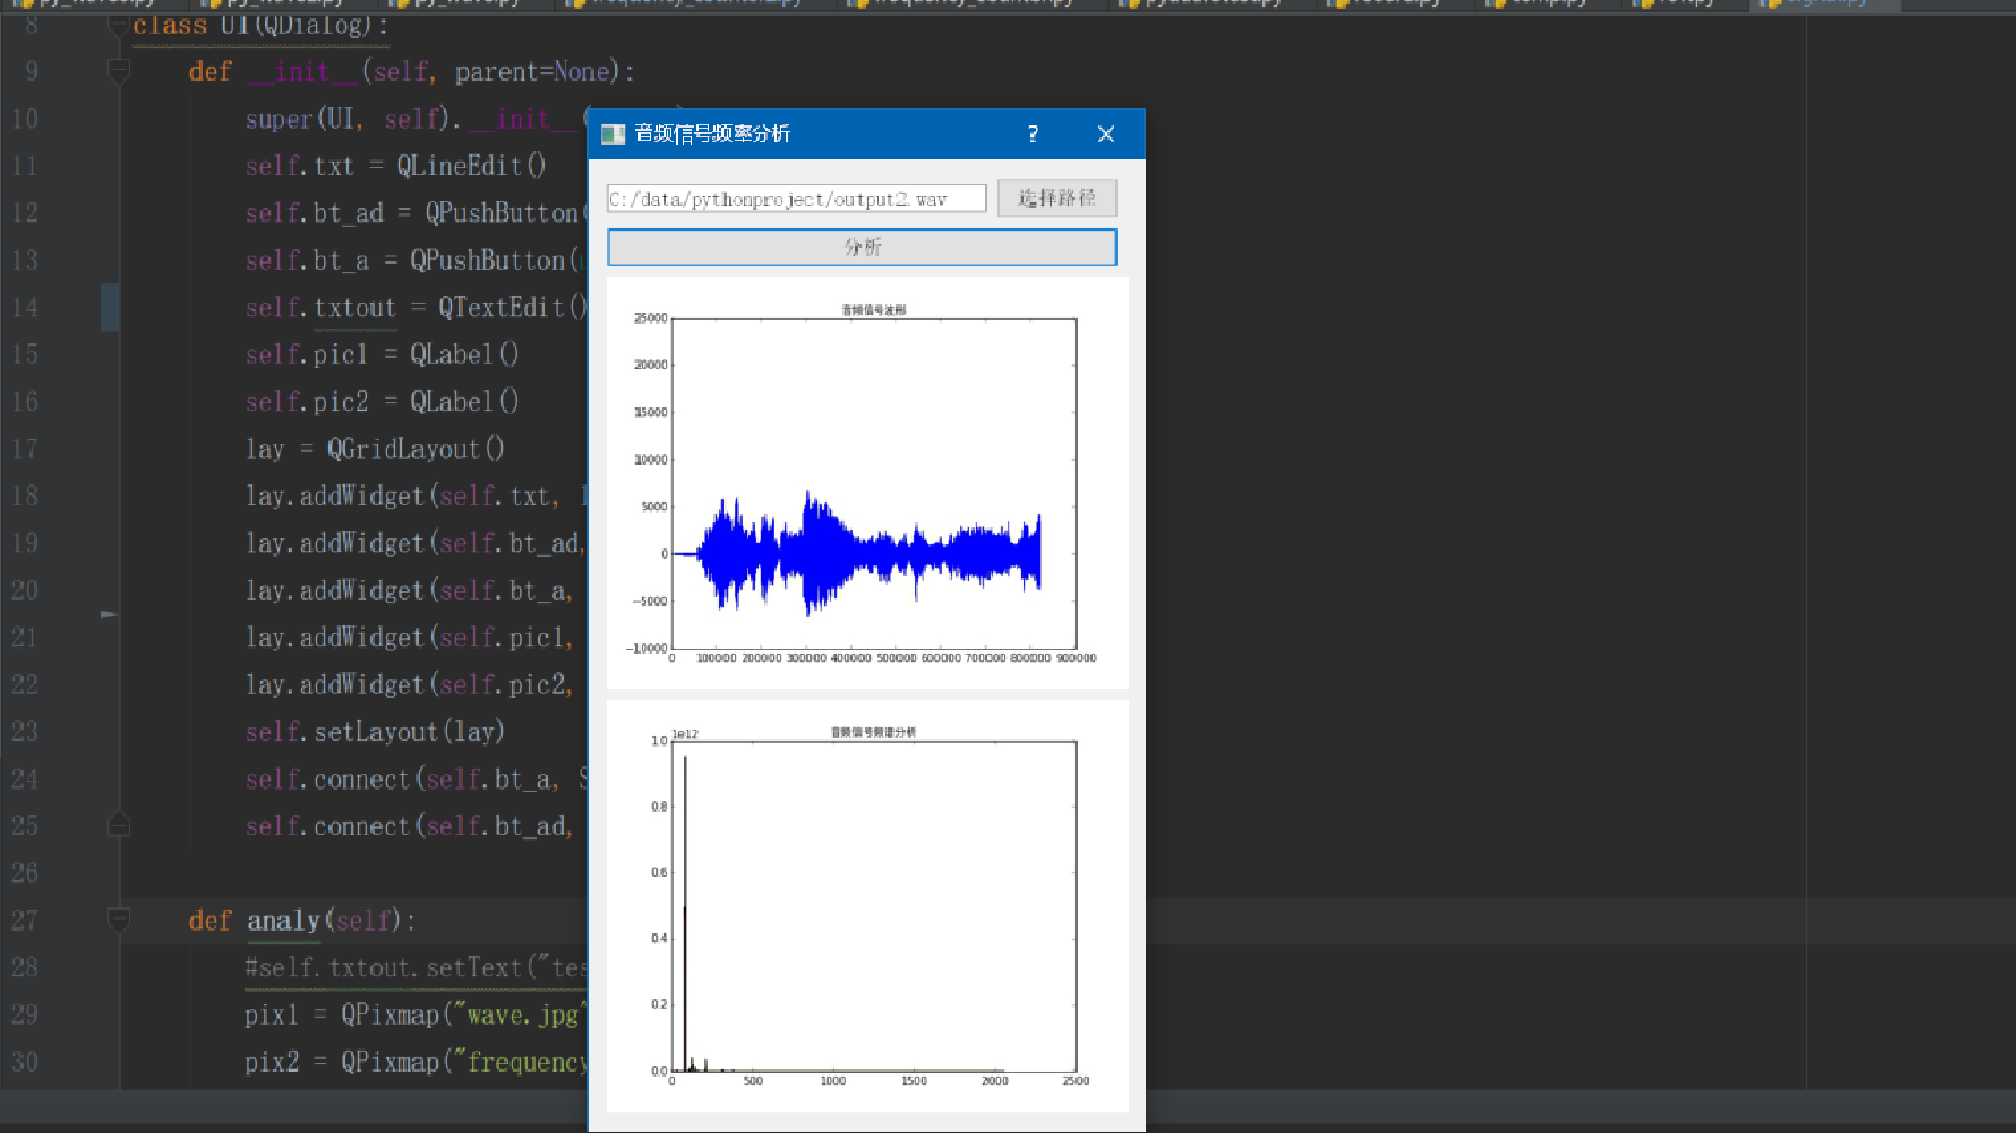 8 class UI(QDialog):
9 def __init__(self, parent=None):
10 super(UI, self).__init__(
11 self.txt = QLineEdit()
12 self.bt_ad = QPushButton(
13 self.bt_a = QPushButton(
14 self.txtout = QTextEdit()
15 self.pic1 = QLabel()
16 self.pic2 = QLabel()
17 lay = QGridLayout()
18 lay.addWidget(self.txt,
19 lay.addWidget(self.bt_ad,
20 lay.addWidget(self.bt_a,
21 lay.addWidget(self.pic1,
22 lay.addWidget(self.pic2,
23 self.setLayout(lay)
24 self.connect(self.bt_a, S
25 self.connect(self.bt_ad,
26
27 def analy(self):
28 #self.txtout.setText("tes
29 pix1 = QPixmap("wave.jpg"
30 pix2 = QPixmap("frequency
音频信号频率分析 ?
C:/data/pythonproject/output2.wav 选择路径
分析
音频信号波形
25000
20000
15000
10000
5000
0
−5000
−10000
0 100000 200000 300000 400000 500000 600000 700000 800000 900000
1e12 音频信号频谱分析
1.0
0.8
0.6
0.4
0.2
0.0
0 500 1000 1500 2000 2500